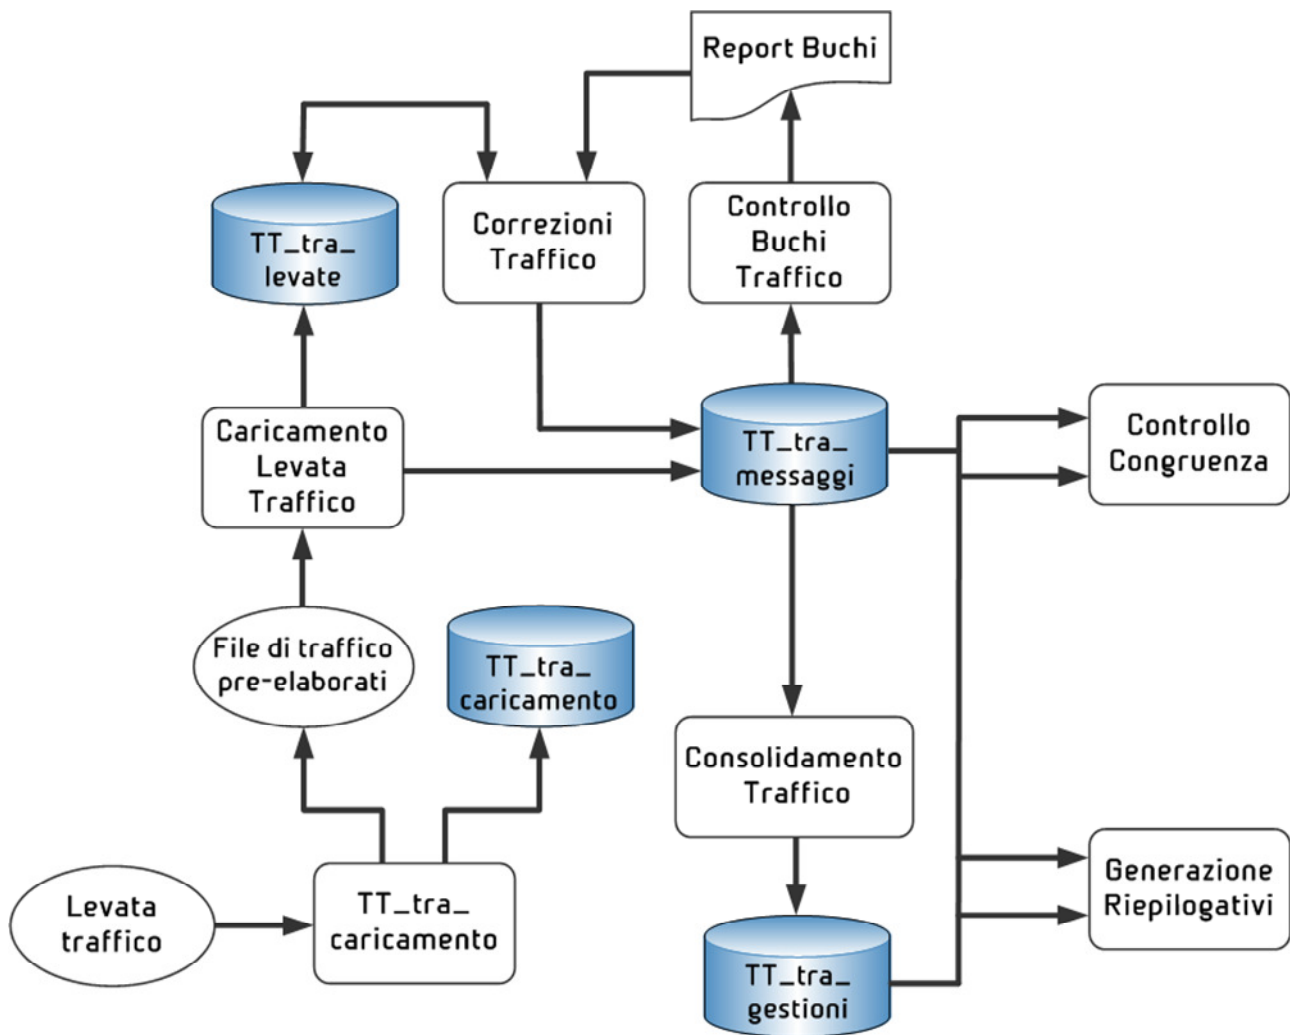 Report Buchi
TT_tra_
levate
Correzioni
Traffico
Controllo
Buchi
Traffico
Caricamento
Levata
Traffico
TT_tra_
messaggi
Controllo
Congruenza
File di traffico
pre-elaborati
TT_tra_
caricamento
Consolidamento
Traffico
Levata
traffico
TT_tra_
caricamento
Generazione
Riepilogativi
TT_tra_
gestioni